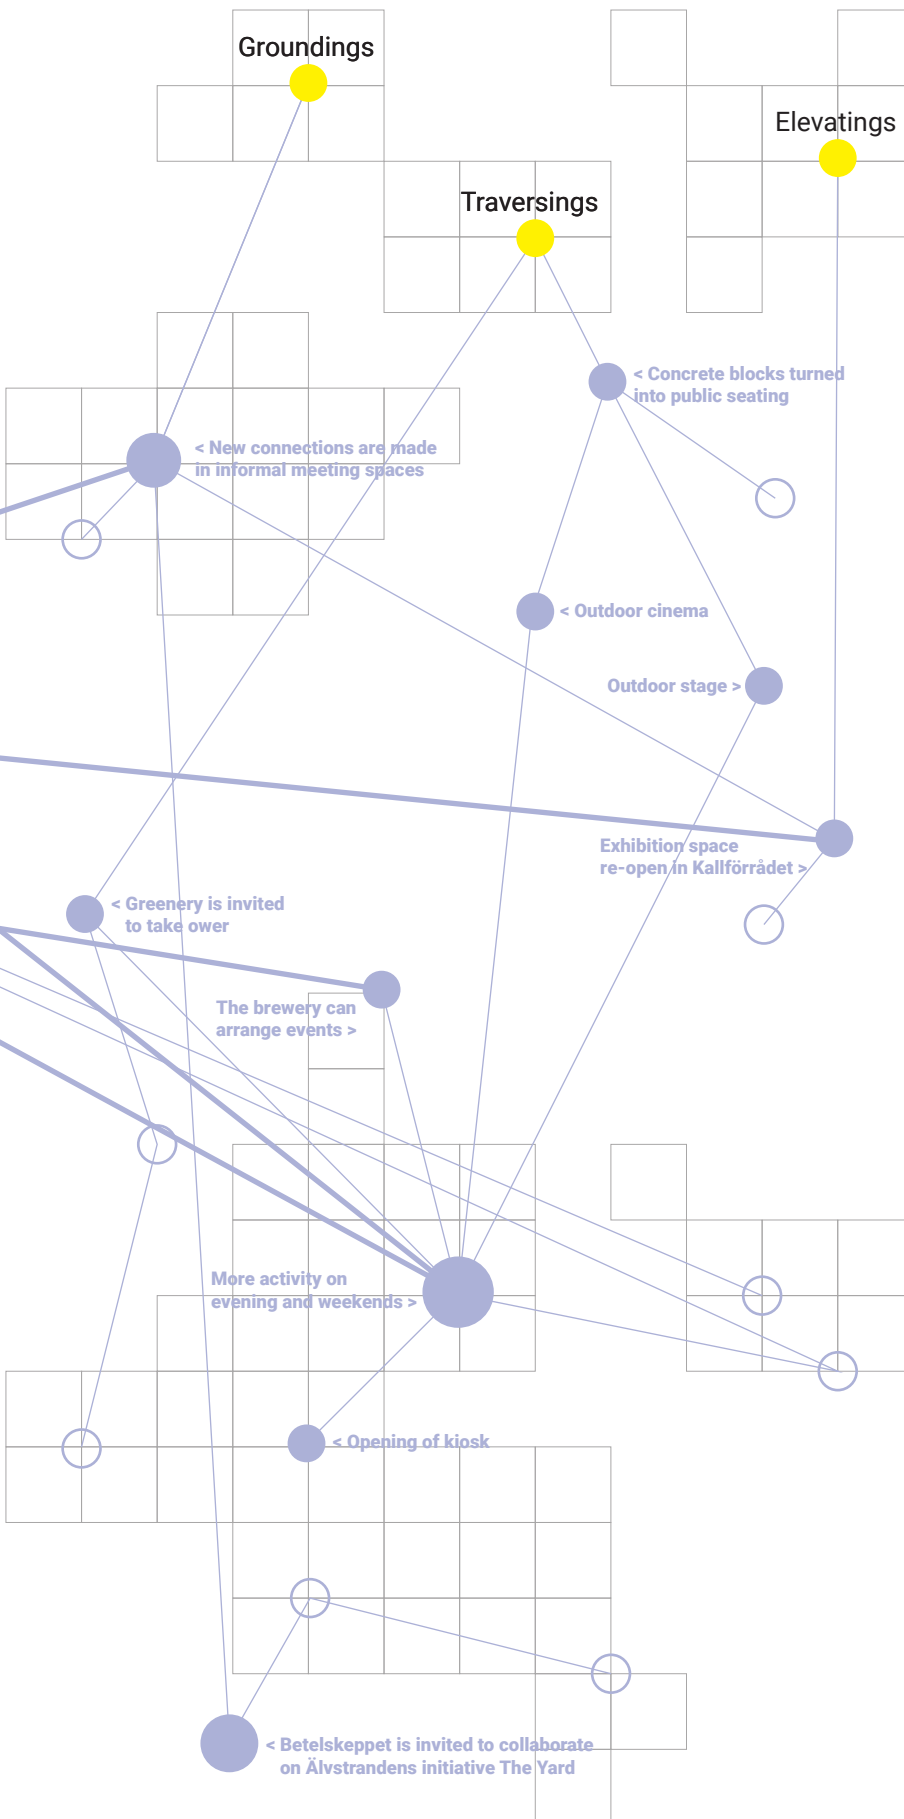 Groundings
Elevatings
Traversings
< Concrete blocks turned
into public seating
< New connections are made
in informal meeting spaces
< Outdoor cinema
Outdoor stage >
Exhibition space
re-open in Kallförrådet >
< Greenery is invited
to take ower
The brewery can
arrange events >
More activity on
evening and weekends >
< Opening of kiosk
< Betelskeppet is invited to collaborate
on Älvstrandens initiative The Yard